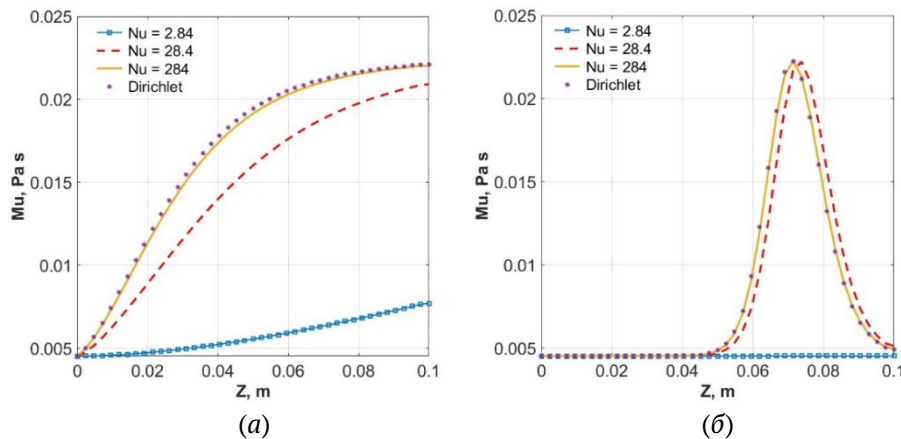 0.025
0.02
0.015
0.01
0.005
Mu, Pa s
Nu = 2.84
Nu = 28.4
Nu = 284
Dirichlet
0 0.02 0.04 0.06 0.08 0.1
Z, m
(а)
0.025
0.02
0.015
0.01
0.005
Mu, Pa s
Nu = 2.84
Nu = 28.4
Nu = 284
Dirichlet
0 0.02 0.04 0.06 0.08 0.1
Z, m
(б)